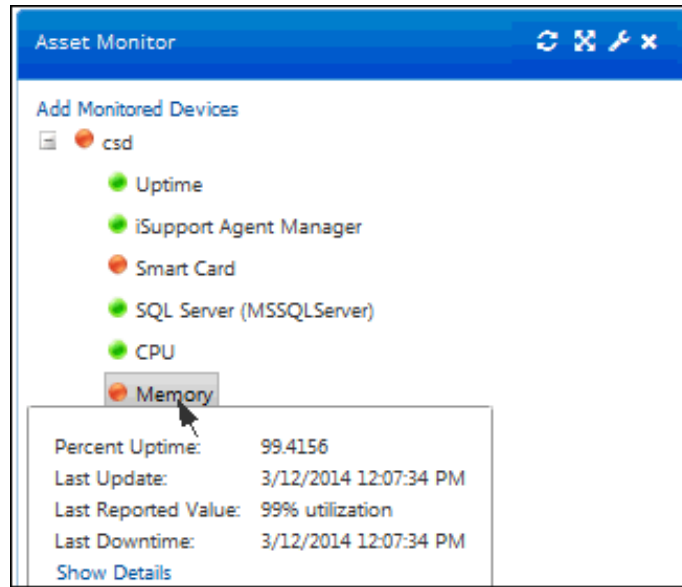 Asset Monitor
Add Monitored Devices
csd
Uptime
iSupport Agent Manager
Smart Card
SQL Server (MSSQLServer)
CPU
Memory
Percent Uptime: 99.4156
Last Update: 3/12/2014 12:07:34 PM
Last Reported Value: 99% utilization
Last Downtime: 3/12/2014 12:07:34 PM
Show Details